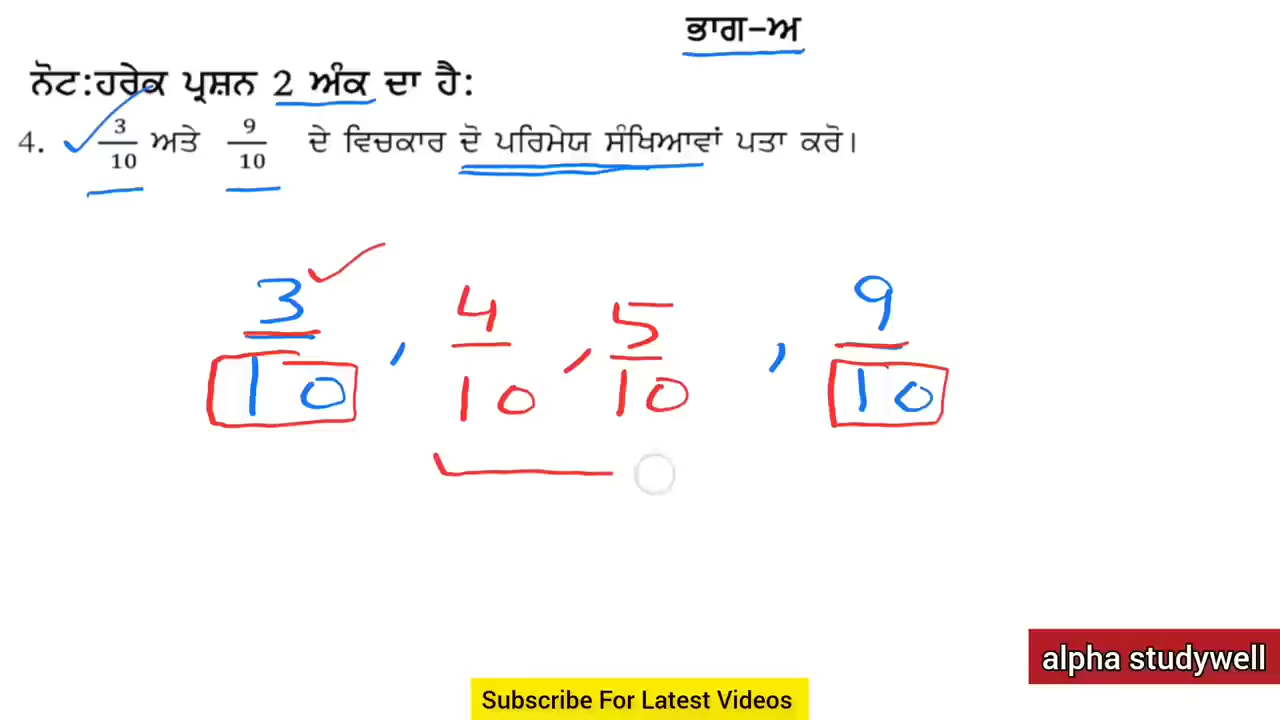 ਭਾਗ-ਅ
ਨੋਟ:ਹਰੇਕ ਪ੍ਰਸ਼ਨ 2 ਅੰਕ ਦਾ ਹੈ:
4. 3/10 ਅਤੇ 9/10 ਦੇ ਵਿਚਕਾਰ ਦੋ ਪਰਿਮੇਯ ਸੰਖਿਆਵਾਂ ਪਤਾ ਕਰੋ।
3/10 , 4/10 , 5/10 , 9/10
alpha studywell
Subscribe For Latest Videos